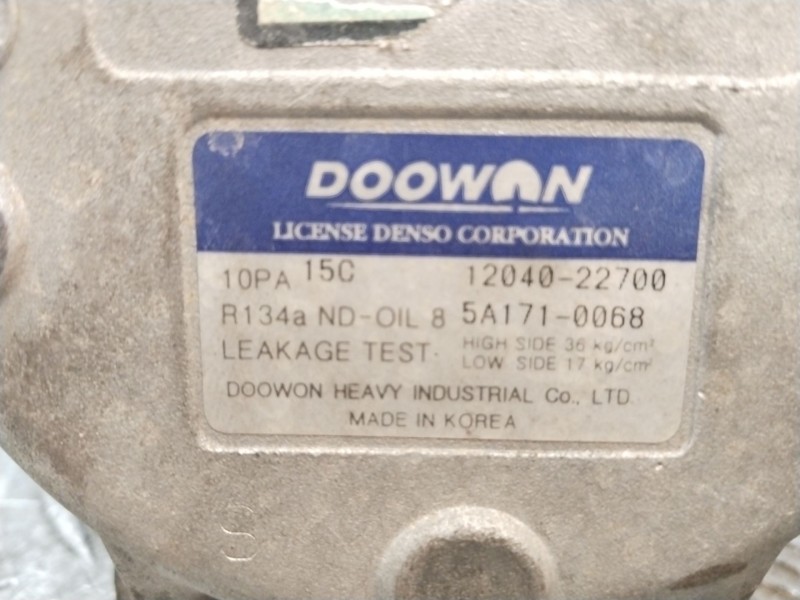 DOOWON
LICENSE DENSO CORPORATION
10PA 15C 12040-22700
R134a ND-OIL 8 5A171-0068
LEAKAGE TEST· HIGH SIDE 36 kg/cm²
LOW SIDE 17 kg/cm²
DOOWON HEAVY INDUSTRIAL Co., LTD.
MADE IN KOREA
S